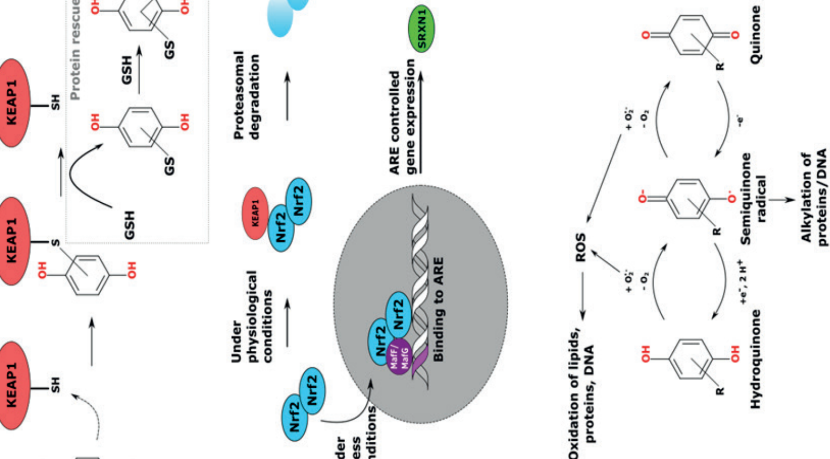 KEAP1
SH
KEAP1
S
OH
OH
KEAP1
SH
Protein rescue
GSH
OH
OH
GS
GSH
OH
OH
GS
Under
physiological
conditions
Nrf2
Nrf2
KEAP1
Nrf2
Nrf2
Proteasomal
degradation
Nrf2
Nrf2
MafF/
MafG
Binding to ARE
ARE controlled
gene expression
SRXN1
Oxidation of lipids,
proteins, DNA
ROS
+ O₂·⁻
- O₂
+ O₂·⁻
- O₂
OH
OH
R
Hydroquinone
+e⁻, 2 H⁺
O
O·
R
Semiquinone
radical
-e⁻
O
O
R
Quinone
Alkylation of
proteins/DNA